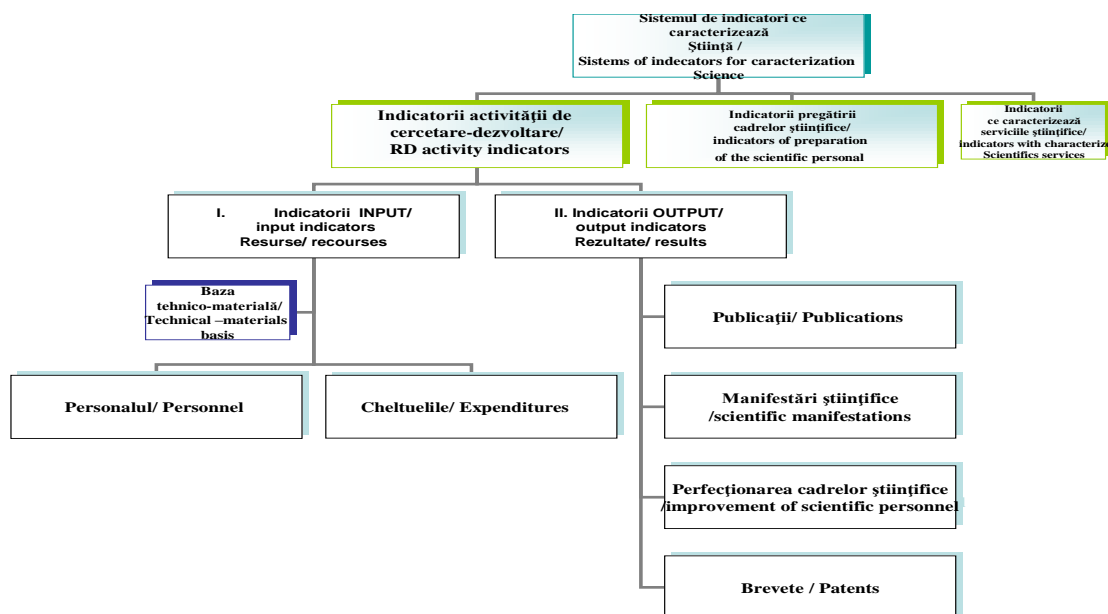 Sistemul de indicatori ce
caracterizează
Ştiinţă /
Sistems of indecators for caracterization
Science
Indicatorii activităţii de
cercetare-dezvoltare/
RD activity indicators
Indicatorii pregătirii
cadrelor ştiinţifice/
indicators of preparation
of the scientific personal
Indicatorii
ce caracterizează
serviciile ştiinţifice/
indicators with characterize
Scientifics services
I. Indicatorii INPUT/
input indicators
Resurse/ recourses
II. Indicatorii OUTPUT/
output indicators
Rezultate/ results
Baza
tehnico-materială/
Technical –materials
basis
Personalul/ Personnel
Cheltuelile/ Expenditures
Publicaţii/ Publications
Manifestări ştiinţifice
/scientific manifestations
Perfecţionarea cadrelor ştiinţifice
/improvement of scientific personnel
Brevete / Patents